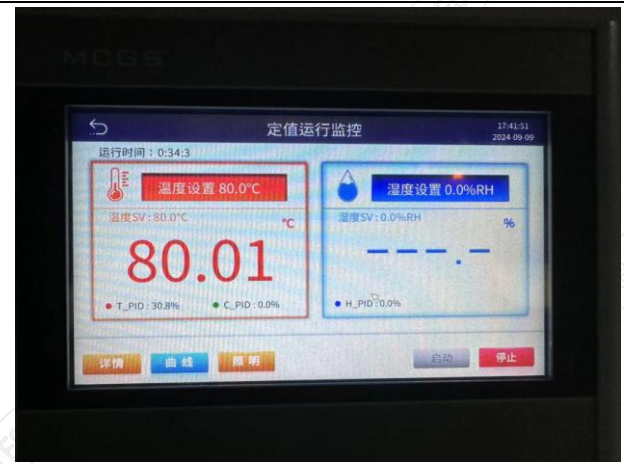 MCGS
定值运行监控
17:41:51
2024-09-09
运行时间：0:34:3
温度设置 80.0℃
温度SV：80.0℃
℃
80.01
T_PID：30.8%
C_PID：0.0%
湿度设置 0.0%RH
湿度SV：0.0%RH
%
---.-
H_PID：0.0%
详情
曲线
照明
启动
停止